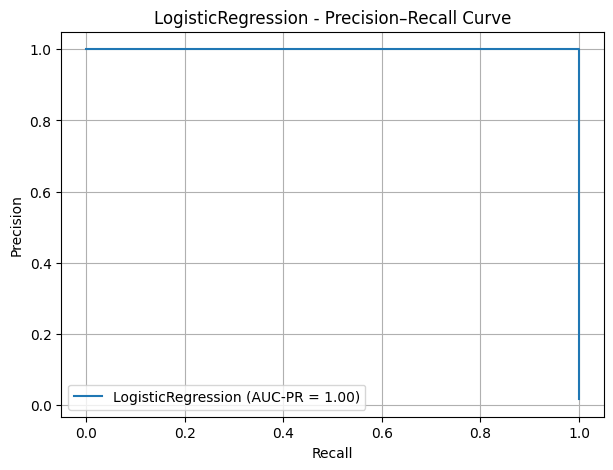 LogisticRegression - Precision–Recall Curve
1.0
0.8
0.6
0.4
0.2
0.0
Precision
LogisticRegression (AUC-PR = 1.00)
0.0 0.2 0.4 0.6 0.8 1.0
Recall